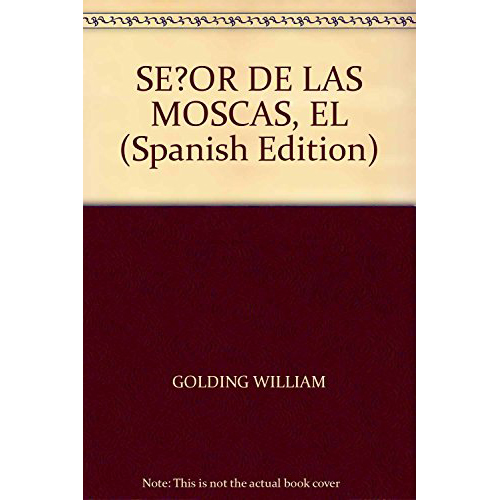 SE?OR DE LAS
MOSCAS, EL
(Spanish Edition)
GOLDING WILLIAM
Note: This is not the actual book cover